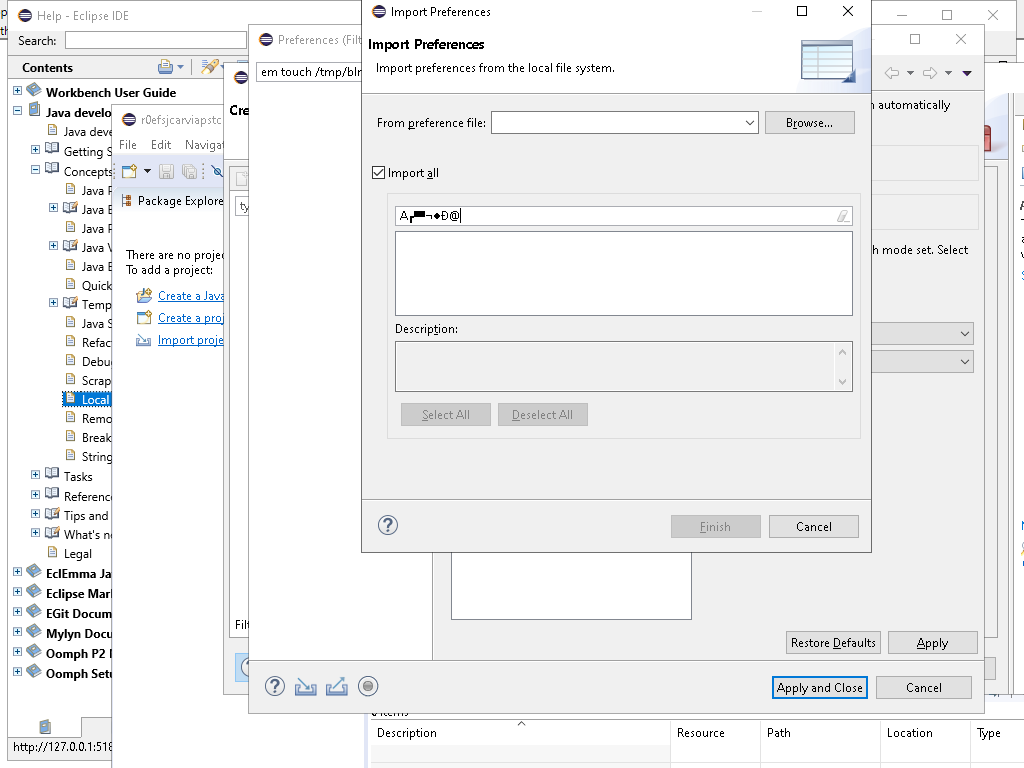 Help - Eclipse IDE
Search:
Contents
Workbench User Guide
Java develo
Java deve
Getting S
Concepts
Java P
Java B
Java P
Java V
Java E
Quick
Temp
Java S
Refac
Debu
Scrap
Local
Remo
Break
String
Tasks
Reference
Tips and
What's n
Legal
EclEmma Ja
Eclipse Mar
EGit Docum
Mylyn Docu
Oomph P2 I
Oomph Setu
http://127.0.0.1:518
r0efsjcarviapstc
File Edit Navigat
Package Explore
There are no projec
To add a project:
Create a Java
Create a proj
Import proje
Cre
ty
Filt
Preferences (Filt
em touch /tmp/blr
n automatically
h mode set. Select
Restore Defaults
Apply
Apply and Close
Cancel
Import Preferences
Import Preferences
Import preferences from the local file system.
From preference file:
Browse...
Import all
Description:
Select All
Deselect All
Finish
Cancel
0 items
Description
Resource
Path
Location
Type